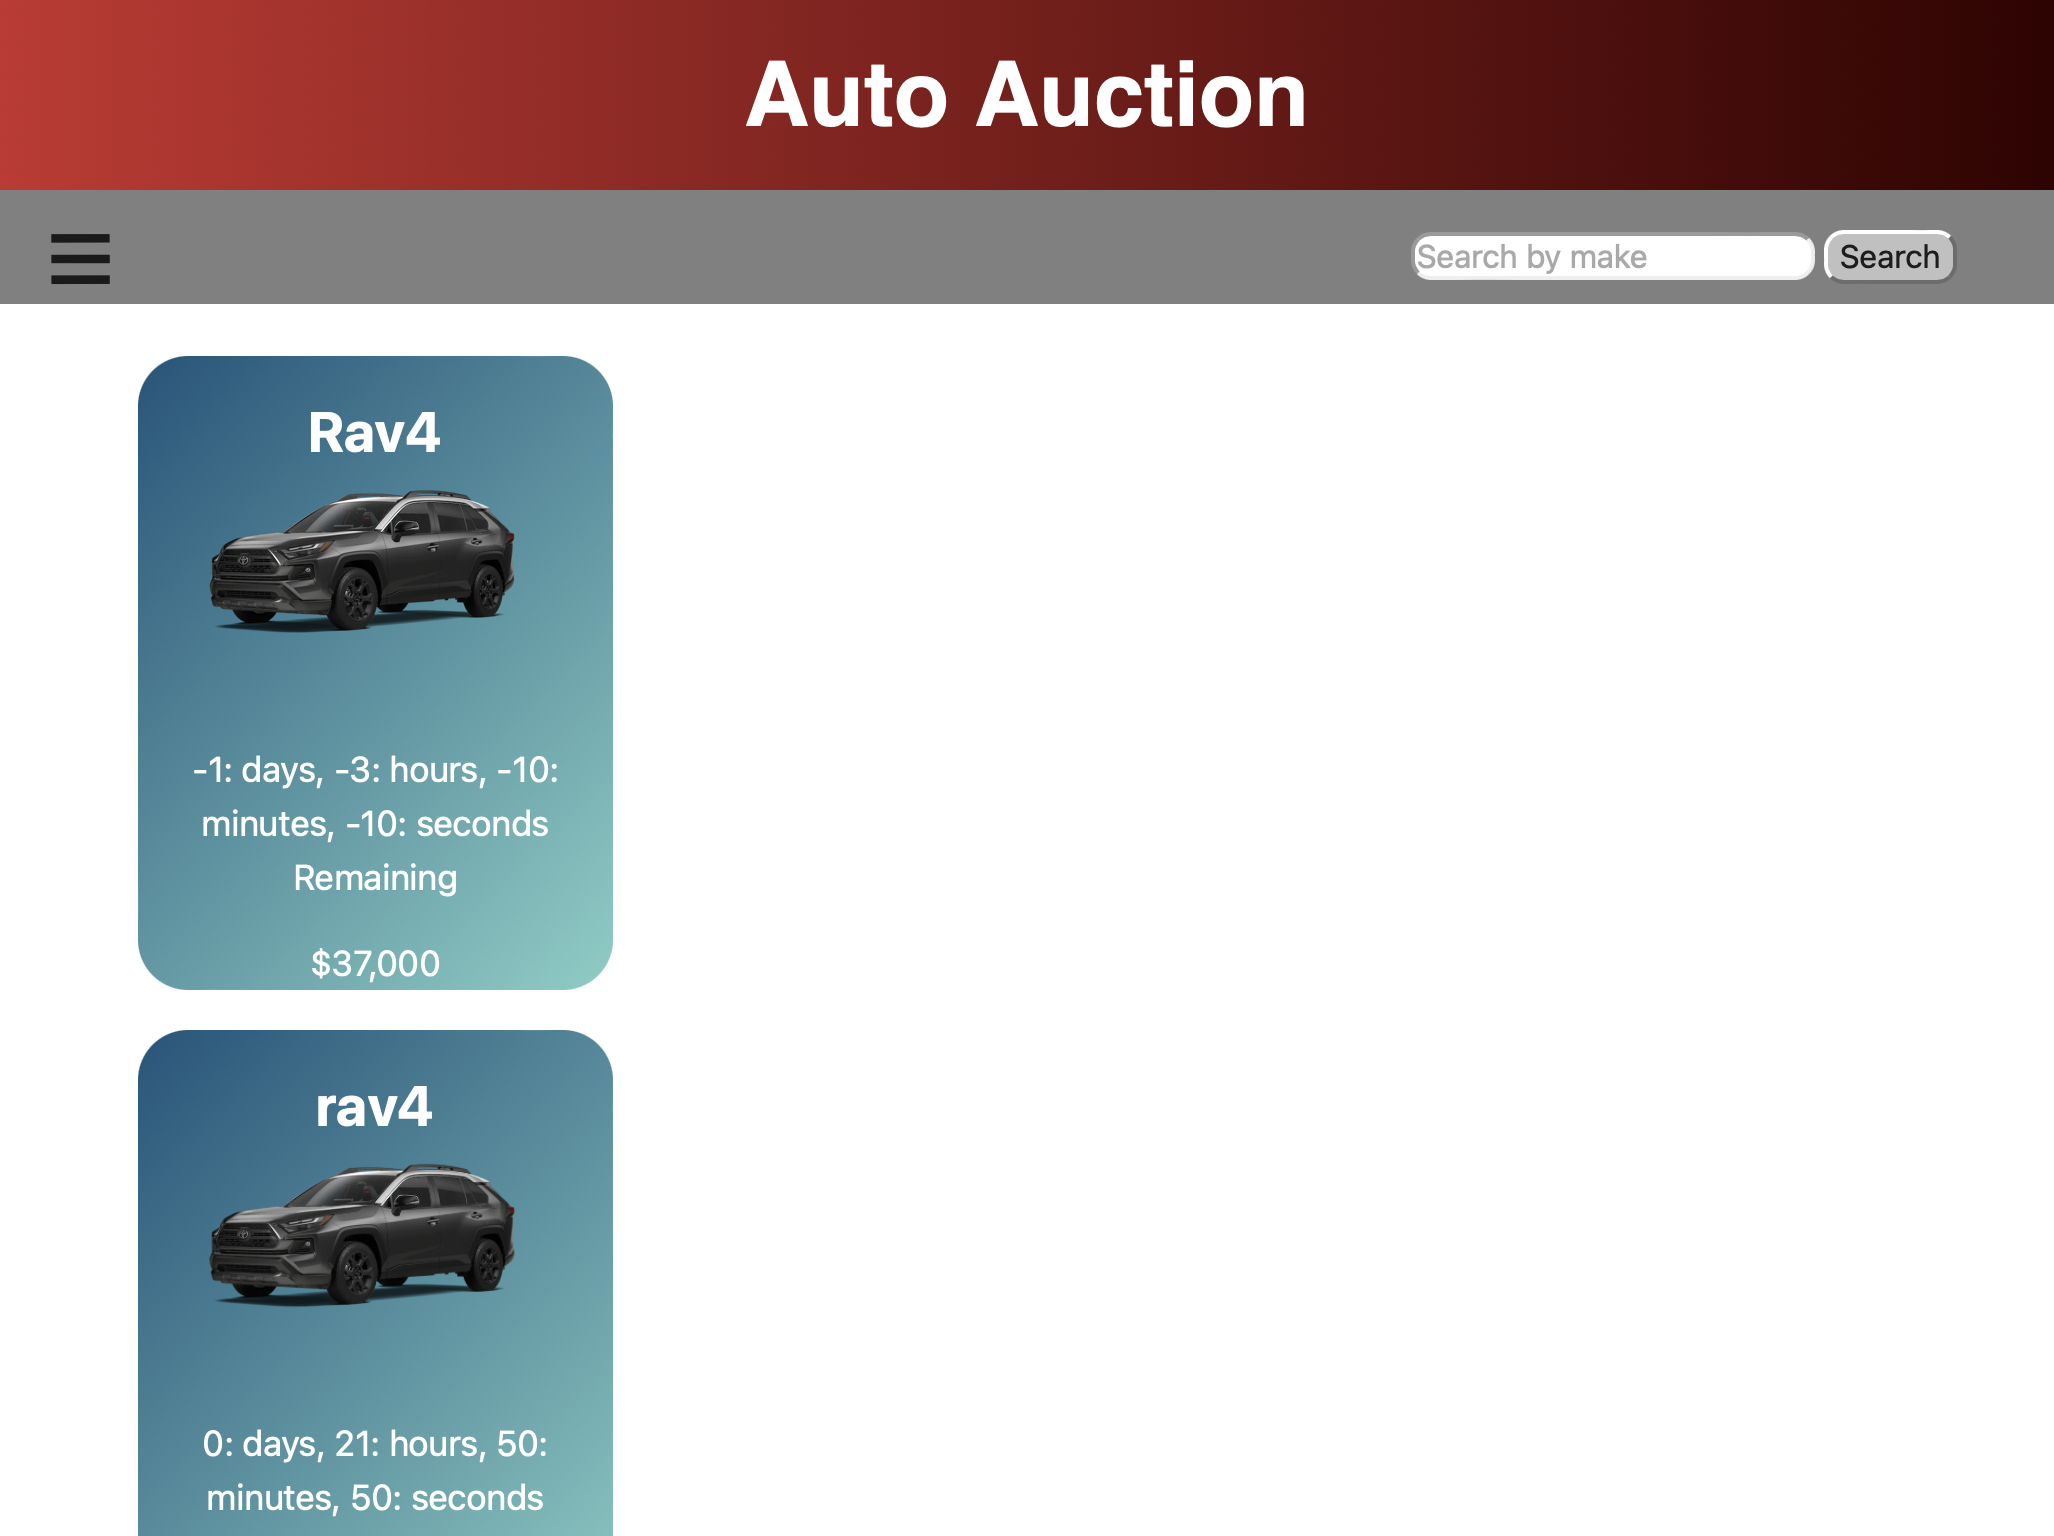 Auto Auction
Search by make
Search
Rav4
-1: days, -3: hours, -10:
minutes, -10: seconds
Remaining
$37,000
rav4
0: days, 21: hours, 50:
minutes, 50: seconds